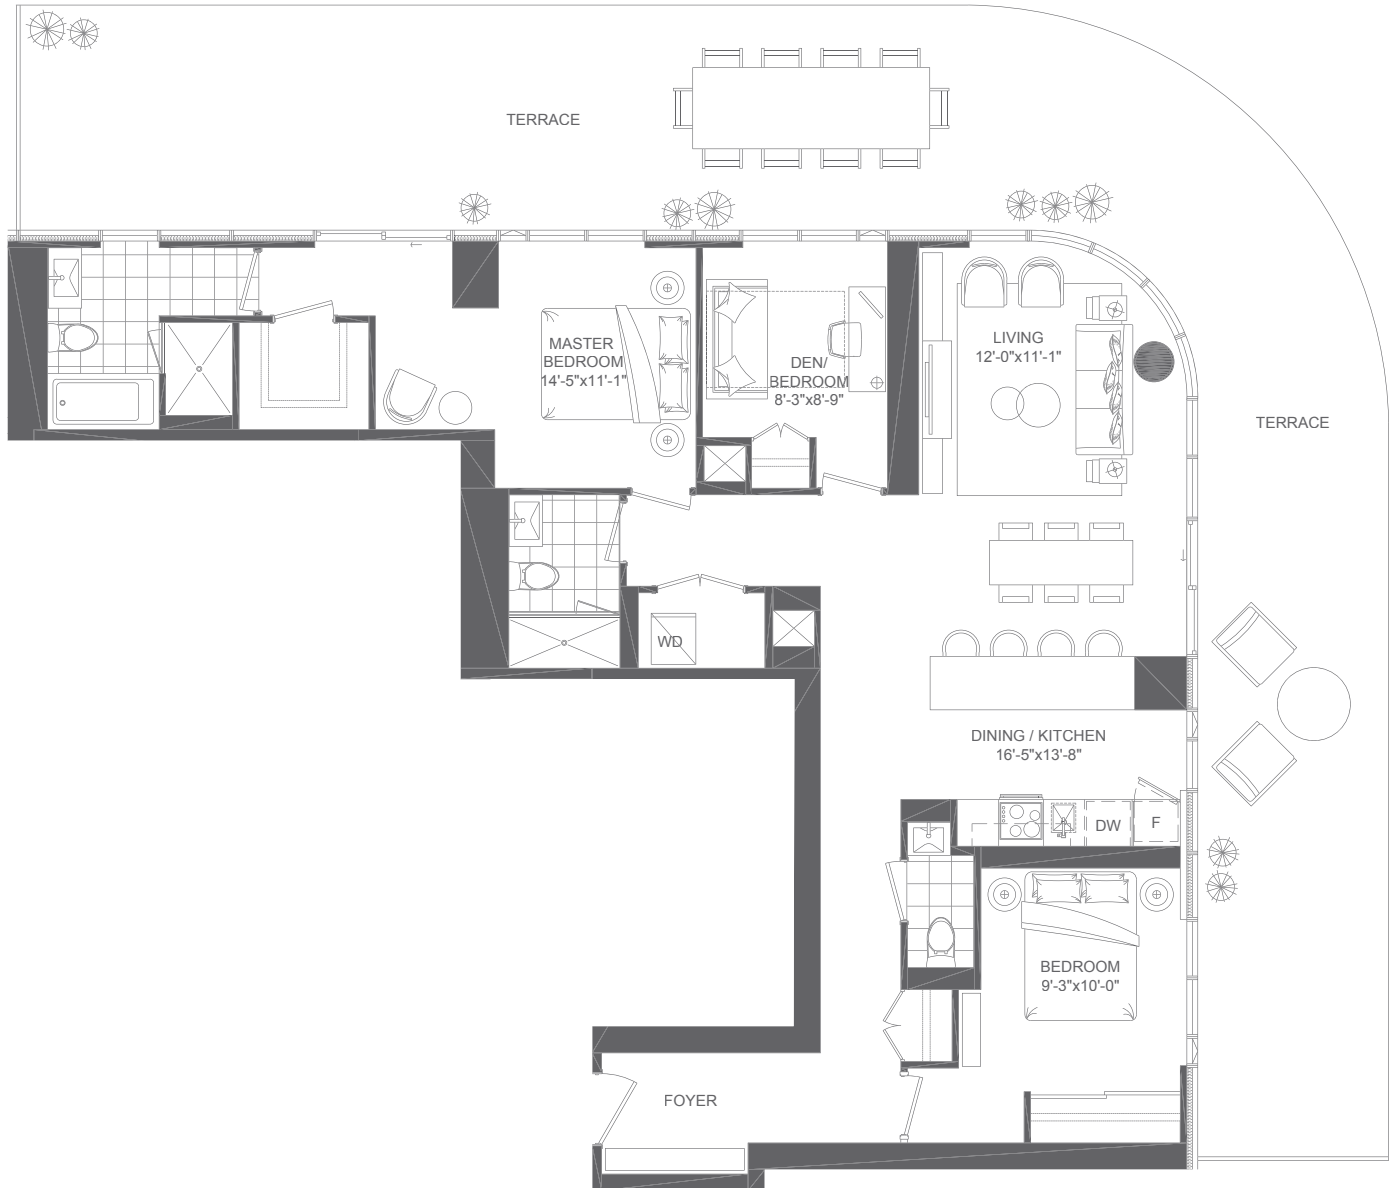 TERRACE
LIVING
12'-0"x11'-1"
MASTER
BEDROOM
14'-5"x11'-1"
DEN/
BEDROOM
8'-3"x8'-9"
TERRACE
WD
DINING / KITCHEN
16'-5"x13'-8"
DW
F
BEDROOM
9'-3"x10'-0"
FOYER